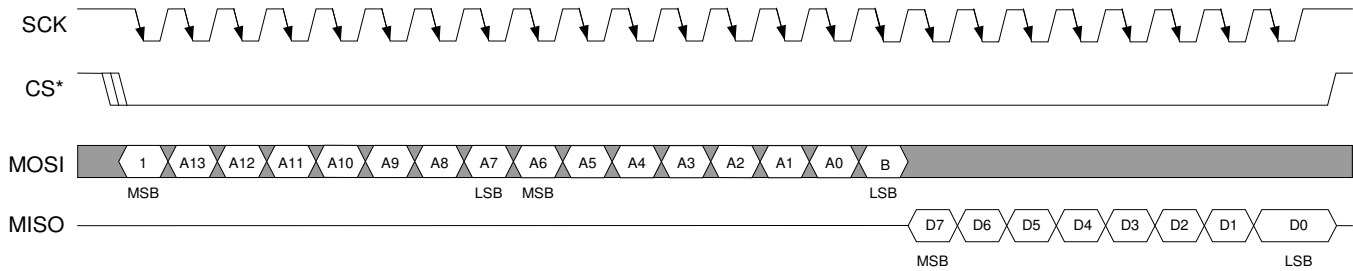 SCK
CS*
MOSI 1 A13 A12 A11 A10 A9 A8 A7 A6 A5 A4 A3 A2 A1 A0 B
MSB LSB MSB LSB
MISO D7 D6 D5 D4 D3 D2 D1 D0
MSB LSB